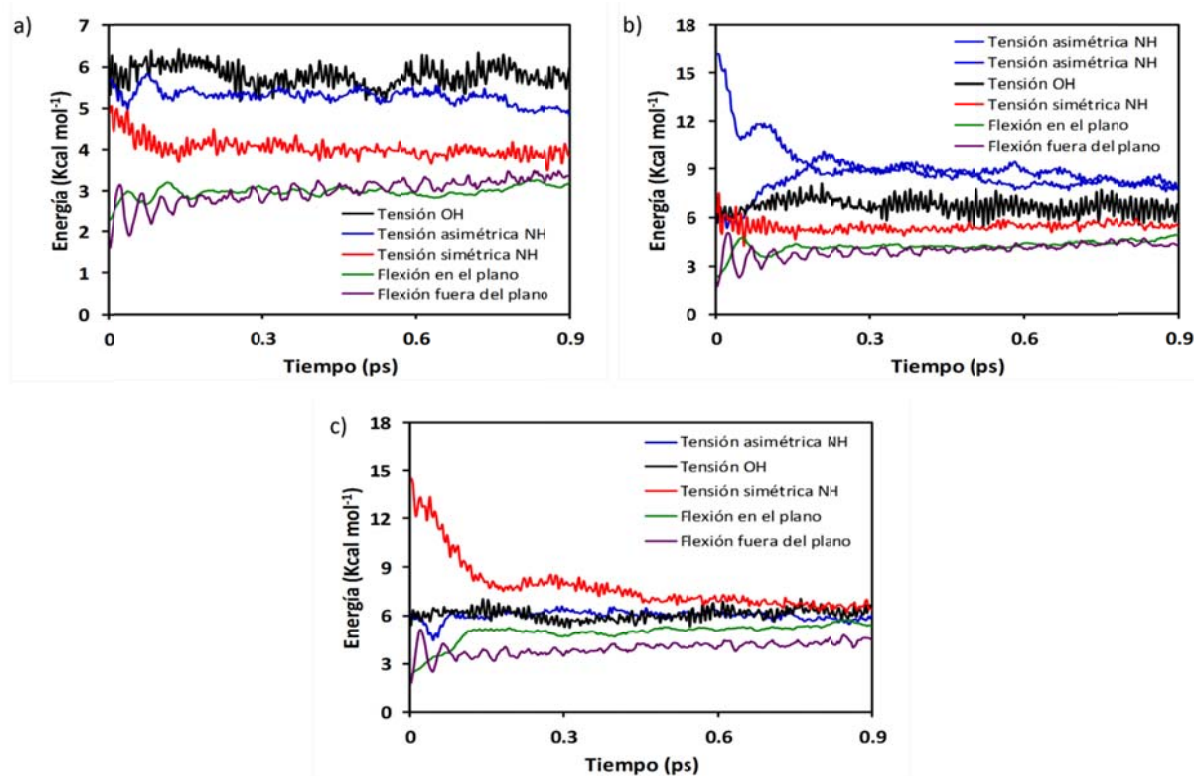 a)
7
6
5
4
3
2
1
0
Energía (Kcal mol⁻¹)
Tensión OH
Tensión asimétrica NH
Tensión simétrica NH
Flexión en el plano
Flexión fuera del plano
0 0.3 0.6 0.9
Tiempo (ps)
b)
18
15
12
9
6
3
0
Energía (Kcal mol⁻¹)
Tensión asimétrica NH
Tensión asimétrica NH
Tensión OH
Tensión simétrica NH
Flexión en el plano
Flexión fuera del plano
0 0.3 0.6 0.9
Tiempo (ps)
c)
18
15
12
9
6
3
0
Energía (Kcal mol⁻¹)
Tensión asimétrica NH
Tensión OH
Tensión simétrica NH
Flexión en el plano
Flexión fuera del plano
0 0.3 0.6 0.9
Tiempo (ps)